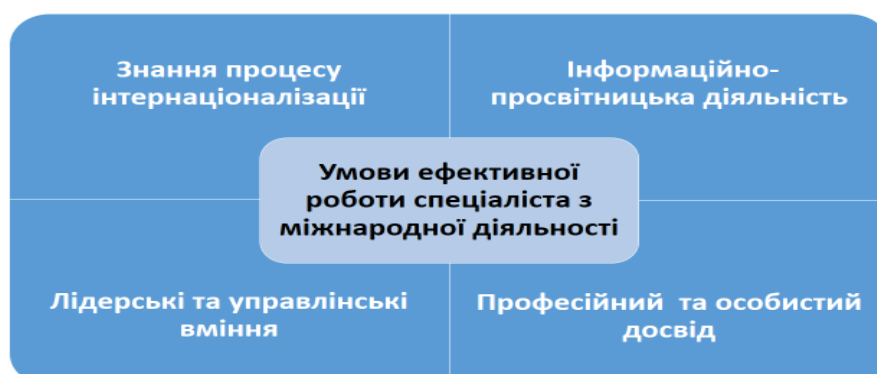 Знання процесу
інтернаціоналізації
Інформаційно-
просвітницька діяльність
Умови ефективної
роботи спеціаліста з
міжнародної діяльності
Лідерські та управлінські
вміння
Професійний та особистий
досвід